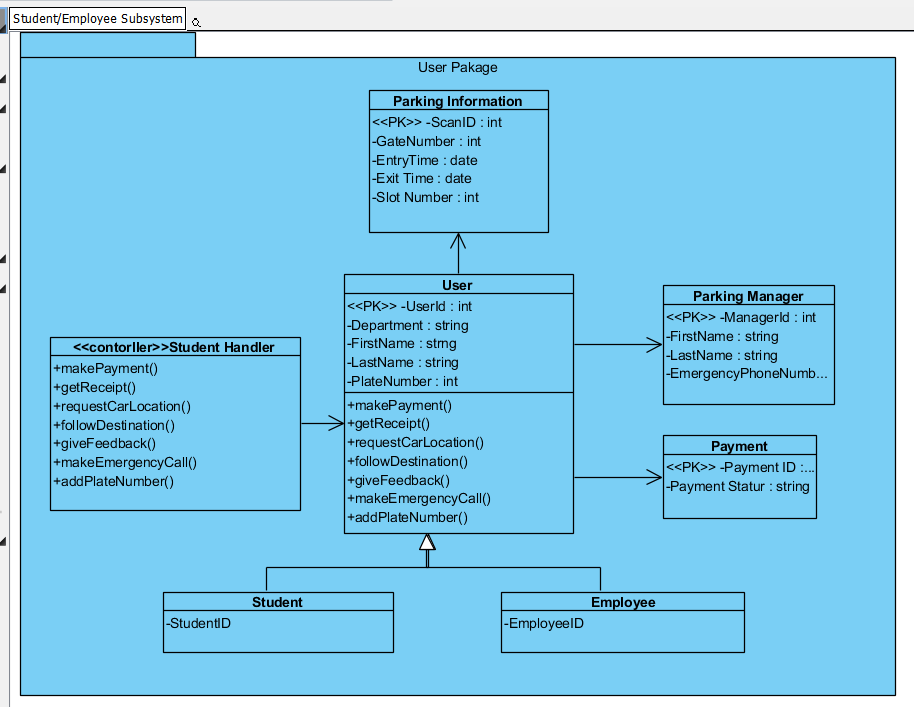 Student/Employee Subsystem
User Pakage
Parking Information
<<PK>> -ScanID : int
-GateNumber : int
-EntryTime : date
-Exit Time : date
-Slot Number : int
User
<<PK>> -UserId : int
-Department : string
-FirstName : strng
-LastName : string
-PlateNumber : int
+makePayment()
+getReceipt()
+requestCarLocation()
+followDestination()
+giveFeedback()
+makeEmergencyCall()
+addPlateNumber()
Parking Manager
<<PK>> -ManagerId : int
-FirstName : string
-LastName : string
-EmergencyPhoneNumb...
<<contorller>>Student Handler
+makePayment()
+getReceipt()
+requestCarLocation()
+followDestination()
+giveFeedback()
+makeEmergencyCall()
+addPlateNumber()
Payment
<<PK>> -Payment ID :...
-Payment Statur : string
Student
-StudentID
Employee
-EmployeeID